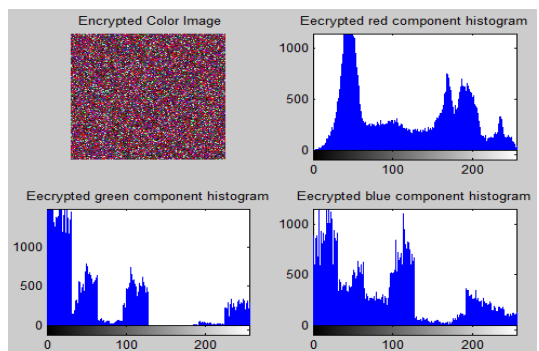 Encrypted Color Image
Eecrypted red component histogram
1000
500
0
0 100 200
Eecrypted green component histogram
1000
500
0
0 100 200
Eecrypted blue component histogram
1000
500
0
0 100 200